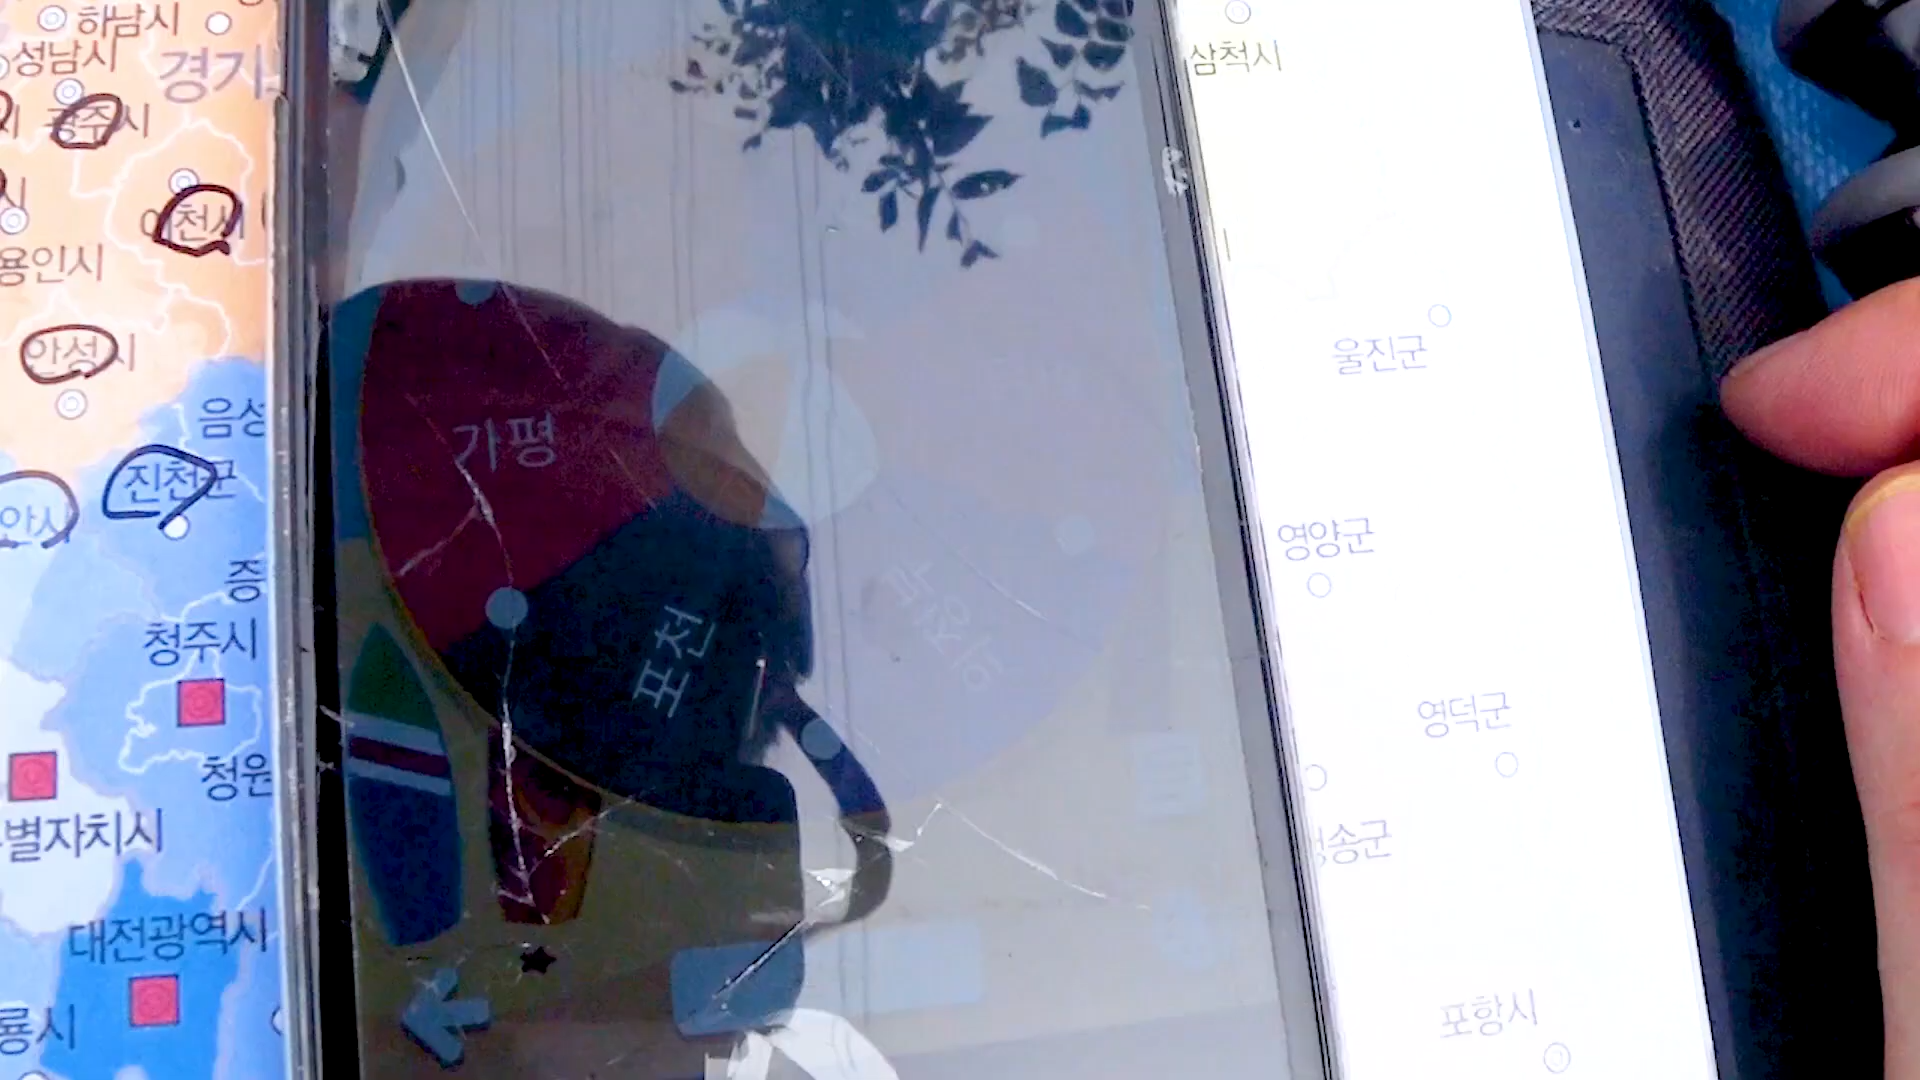 하남시
성남시
경기
광주시
이천시
용인시
안성시
음성
진천군
안시
증
청주시
청원
별자치시
대전광역시
룡시
가평
포천
삼척시
울진군
영양군
영덕군
송군
포항시